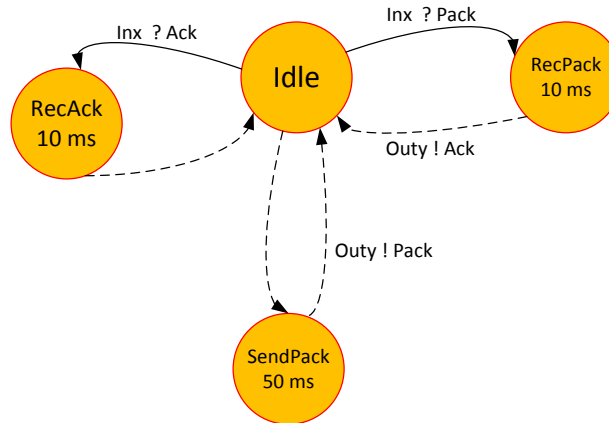 Inx ? Ack
Inx ? Pack
Idle
RecAck
10 ms
RecPack
10 ms
Outy ! Ack
Outy ! Pack
SendPack
50 ms